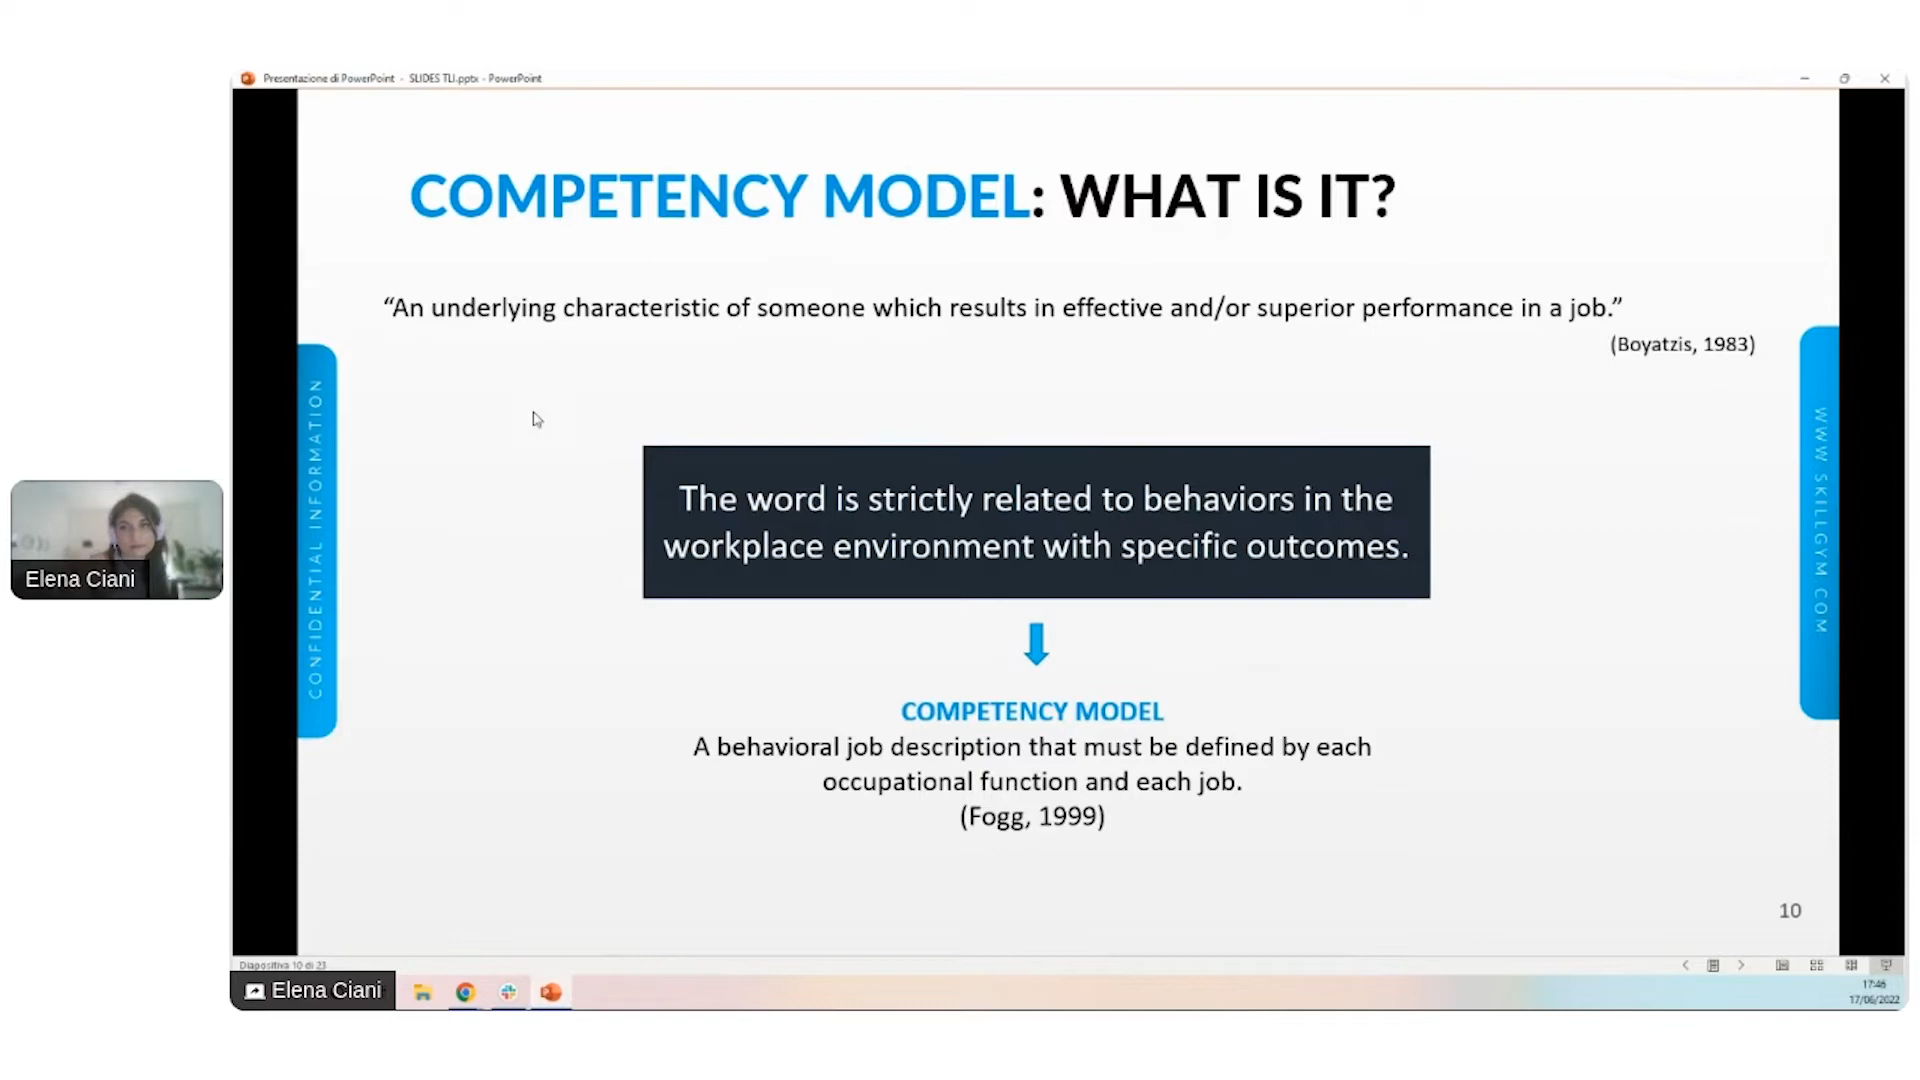 Presentazione di PowerPoint - SLIDES TLI.pptx - PowerPoint
COMPETENCY MODEL: WHAT IS IT?
“An underlying characteristic of someone which results in effective and/or superior performance in a job.”
(Boyatzis, 1983)
CONFIDENTIAL INFORMATION
WWW.SKILLGYM.COM
The word is strictly related to behaviors in the
workplace environment with specific outcomes.
COMPETENCY MODEL
A behavioral job description that must be defined by each
occupational function and each job.
(Fogg, 1999)
10
Elena Ciani
Diapositiva 10 di 23
Elena Ciani
17:46
17/06/2022